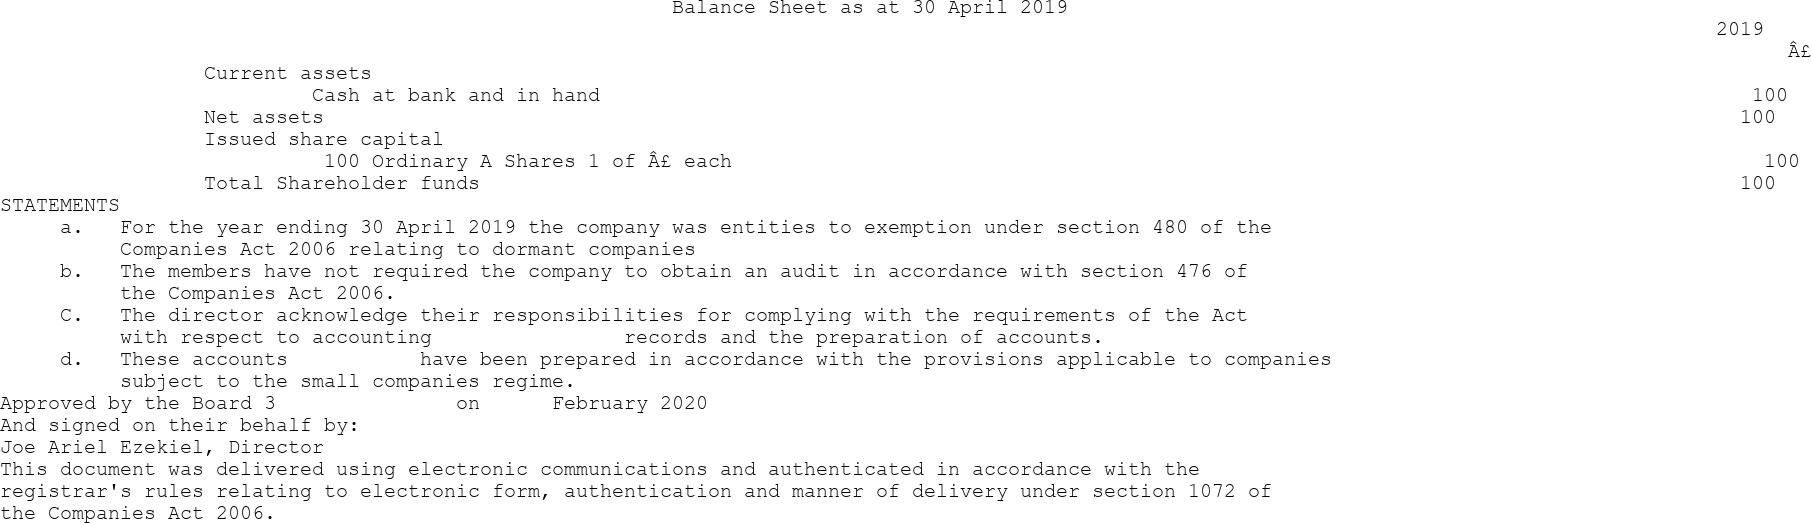 Balance Sheet as at 30 April 2019
2019
Â£
Current assets
Cash at bank and in hand 100
Net assets 100
Issued share capital
100 Ordinary A Shares 1 of Â£ each 100
Total Shareholder funds 100
STATEMENTS
a. For the year ending 30 April 2019 the company was entities to exemption under section 480 of the
Companies Act 2006 relating to dormant companies
b. The members have not required the company to obtain an audit in accordance with section 476 of
the Companies Act 2006.
C. The director acknowledge their responsibilities for complying with the requirements of the Act
with respect to accounting records and the preparation of accounts.
d. These accounts have been prepared in accordance with the provisions applicable to companies
subject to the small companies regime.
Approved by the Board 3 on February 2020
And signed on their behalf by:
Joe Ariel Ezekiel, Director
This document was delivered using electronic communications and authenticated in accordance with the
registrar's rules relating to electronic form, authentication and manner of delivery under section 1072 of
the Companies Act 2006.